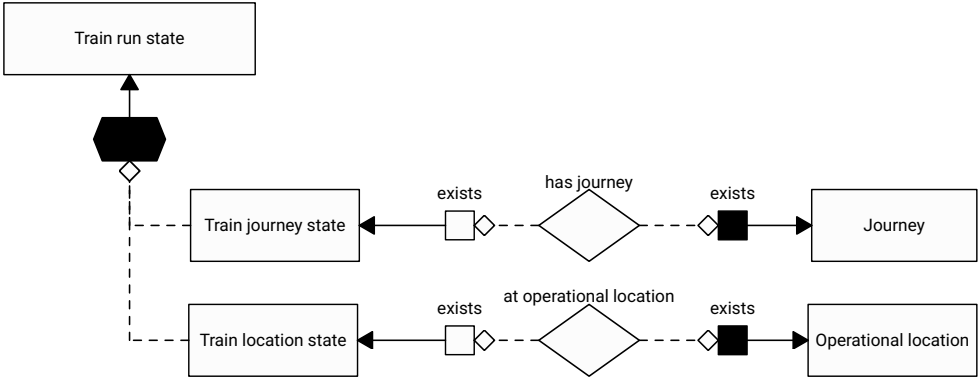 Train run state
has journey
exists
exists
Train journey state
Journey
at operational location
exists
exists
Train location state
Operational location